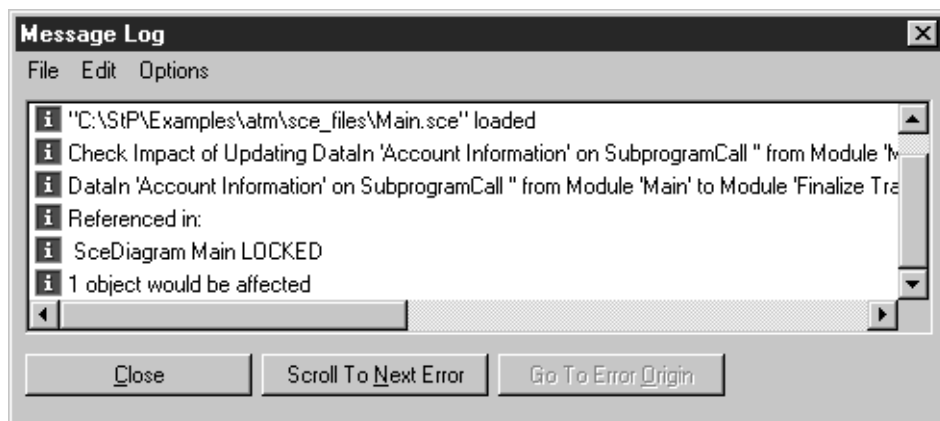 Message Log
File Edit Options
"C:\StP\Examples\atm\sce_files\Main.sce" loaded
Check Impact of Updating DataIn 'Account Information' on SubprogramCall '' from Module 'M
DataIn 'Account Information' on SubprogramCall '' from Module 'Main' to Module 'Finalize Tra
Referenced in:
SceDiagram Main LOCKED
1 object would be affected
Close Scroll To Next Error Go To Error Origin